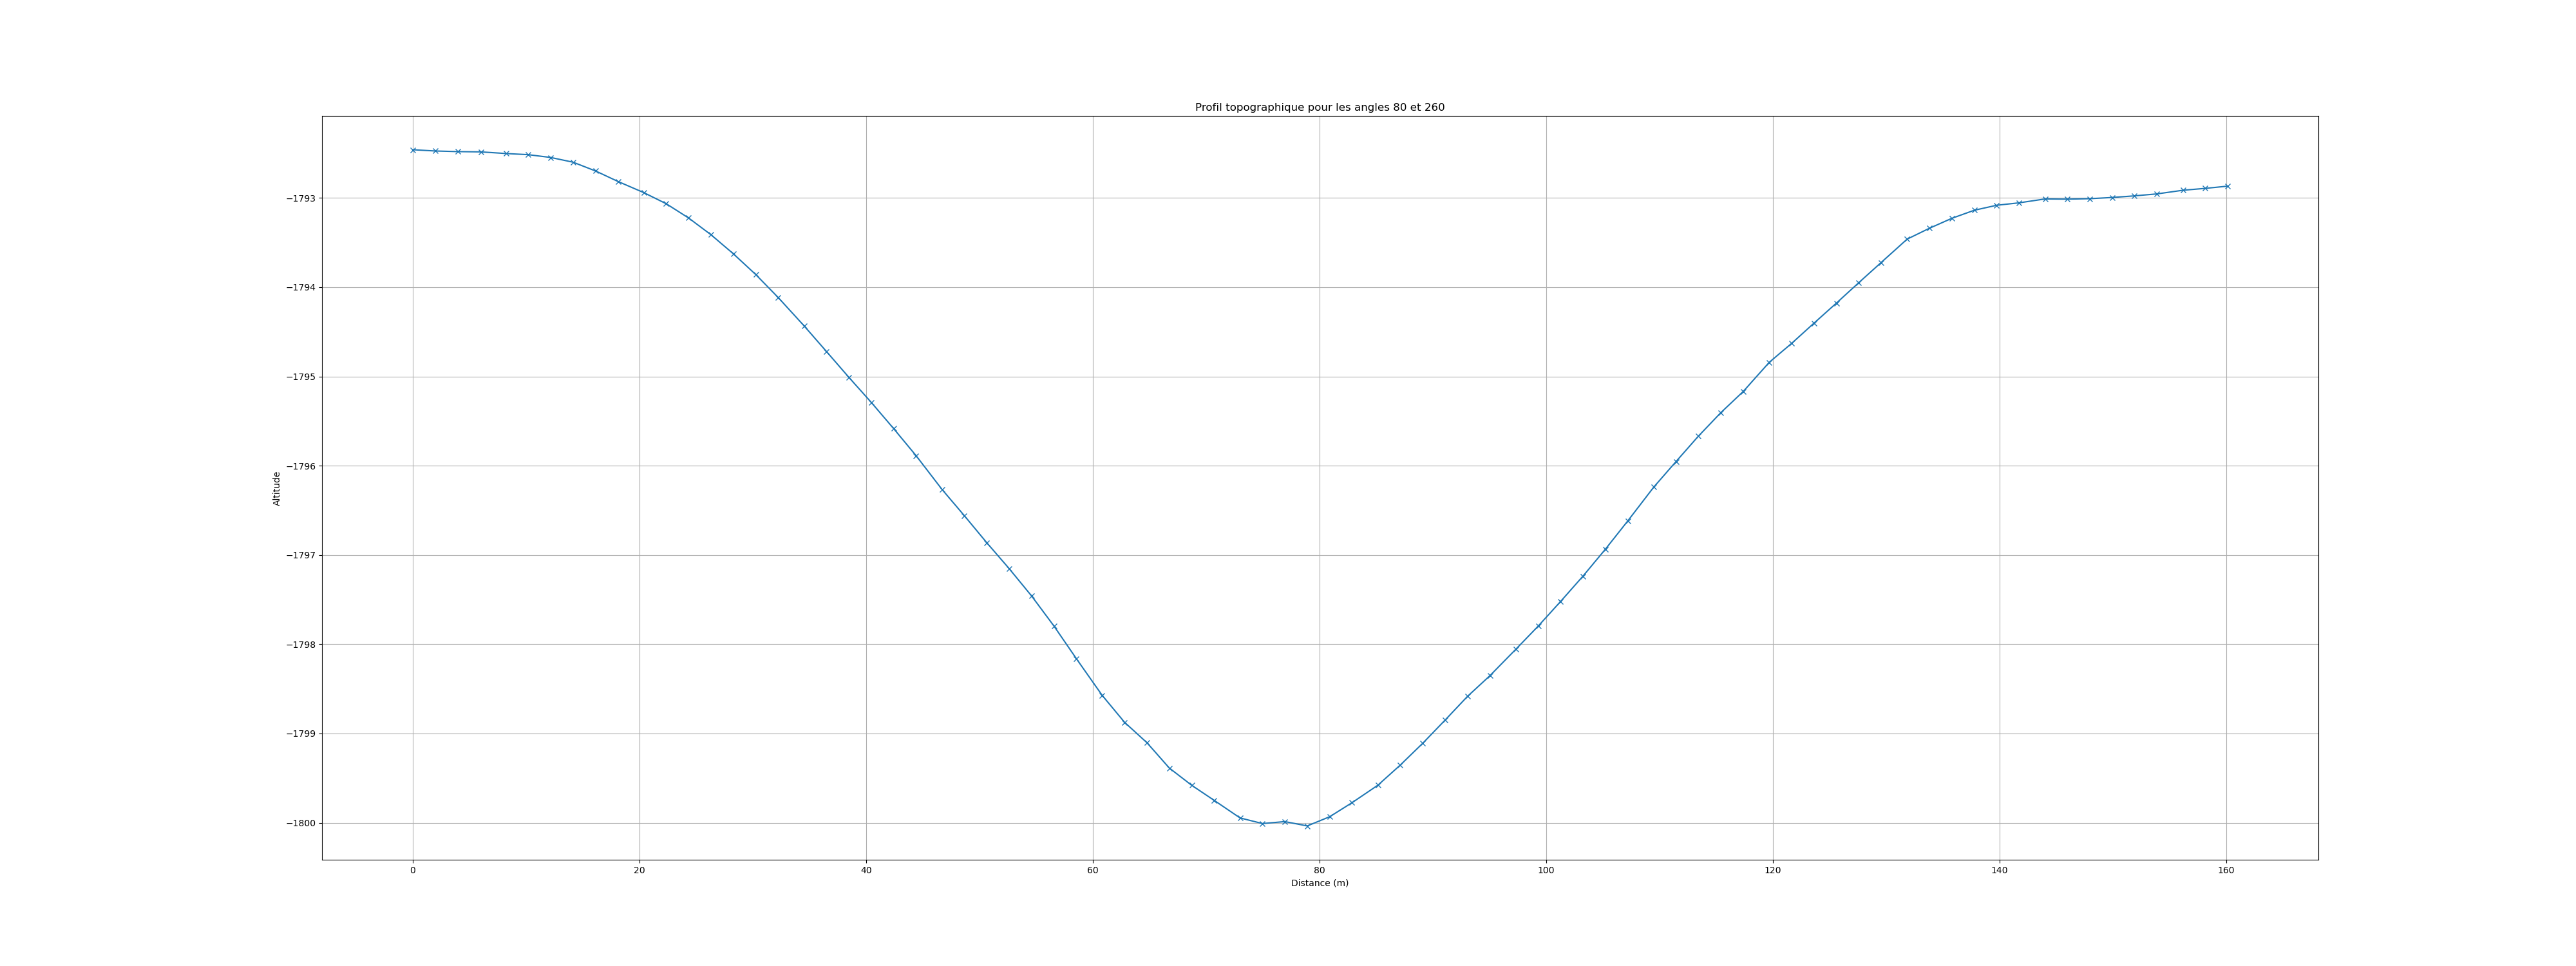 Profil topographique pour les angles 80 et 260
−1793
−1794
−1795
−1796
−1797
−1798
−1799
−1800
Altitude
0 20 40 60 80 100 120 140 160
Distance (m)